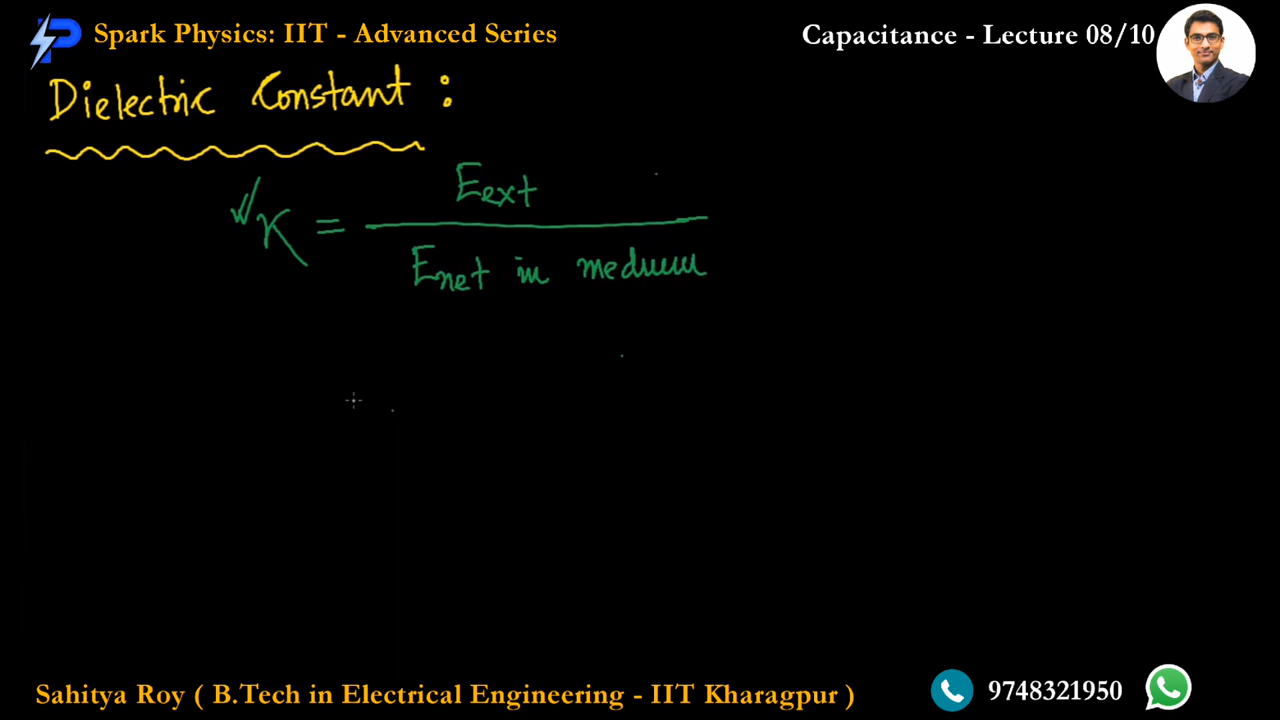 Spark Physics: IIT - Advanced Series
Capacitance - Lecture 08/10
Dielectric Constant :
K = Eext / Enet in medium
Sahitya Roy ( B.Tech in Electrical Engineering - IIT Kharagpur )
9748321950